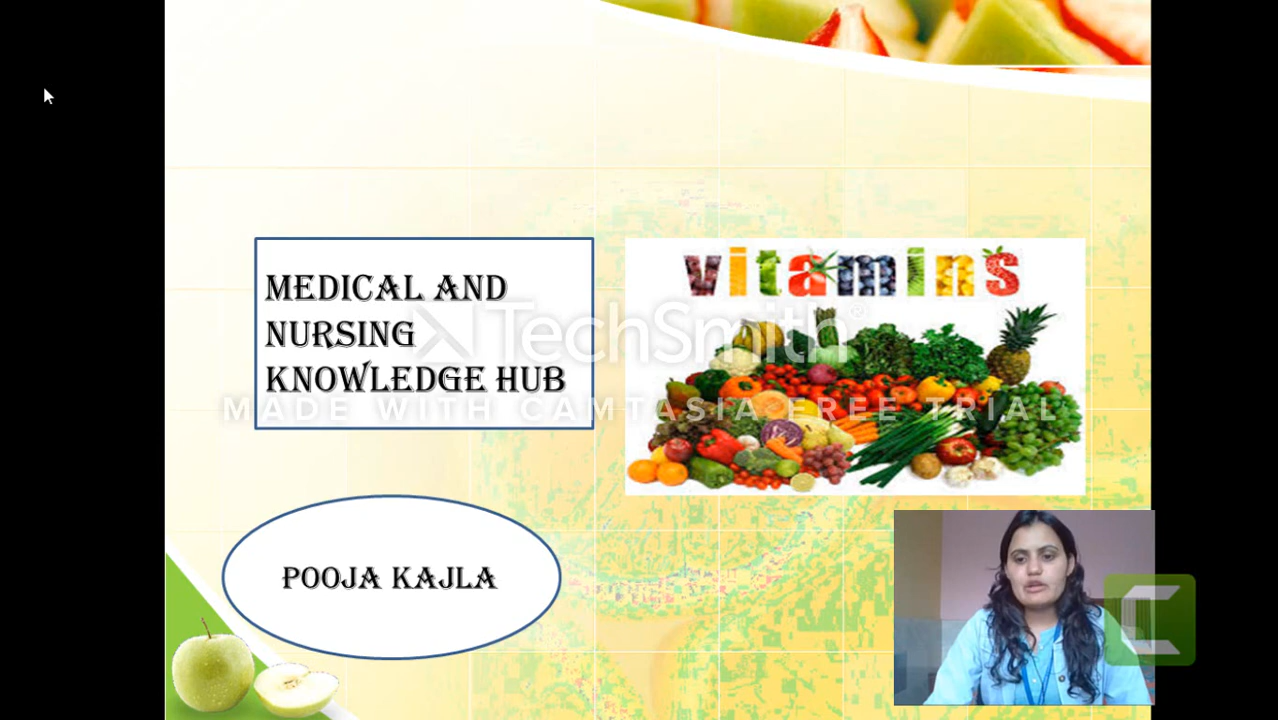 vitamins
MEDICAL AND
NURSING
KNOWLEDGE HUB
TechSmith®
MADE WITH CAMTASIA FREE TRIAL
POOJA KAJLA